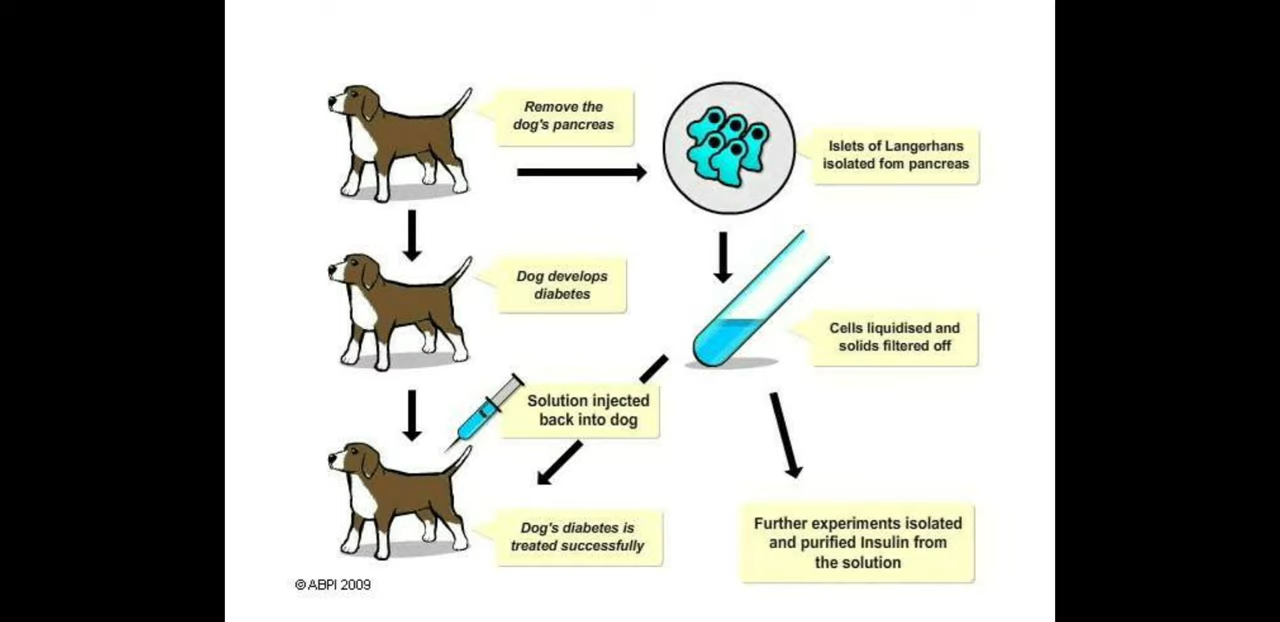 Remove the
dog's pancreas
Islets of Langerhans
isolated fom pancreas
Dog develops
diabetes
Cells liquidised and
solids filtered off
Solution injected
back into dog
Dog's diabetes is
treated successfully
Further experiments isolated
and purified Insulin from
the solution
© ABPI 2009